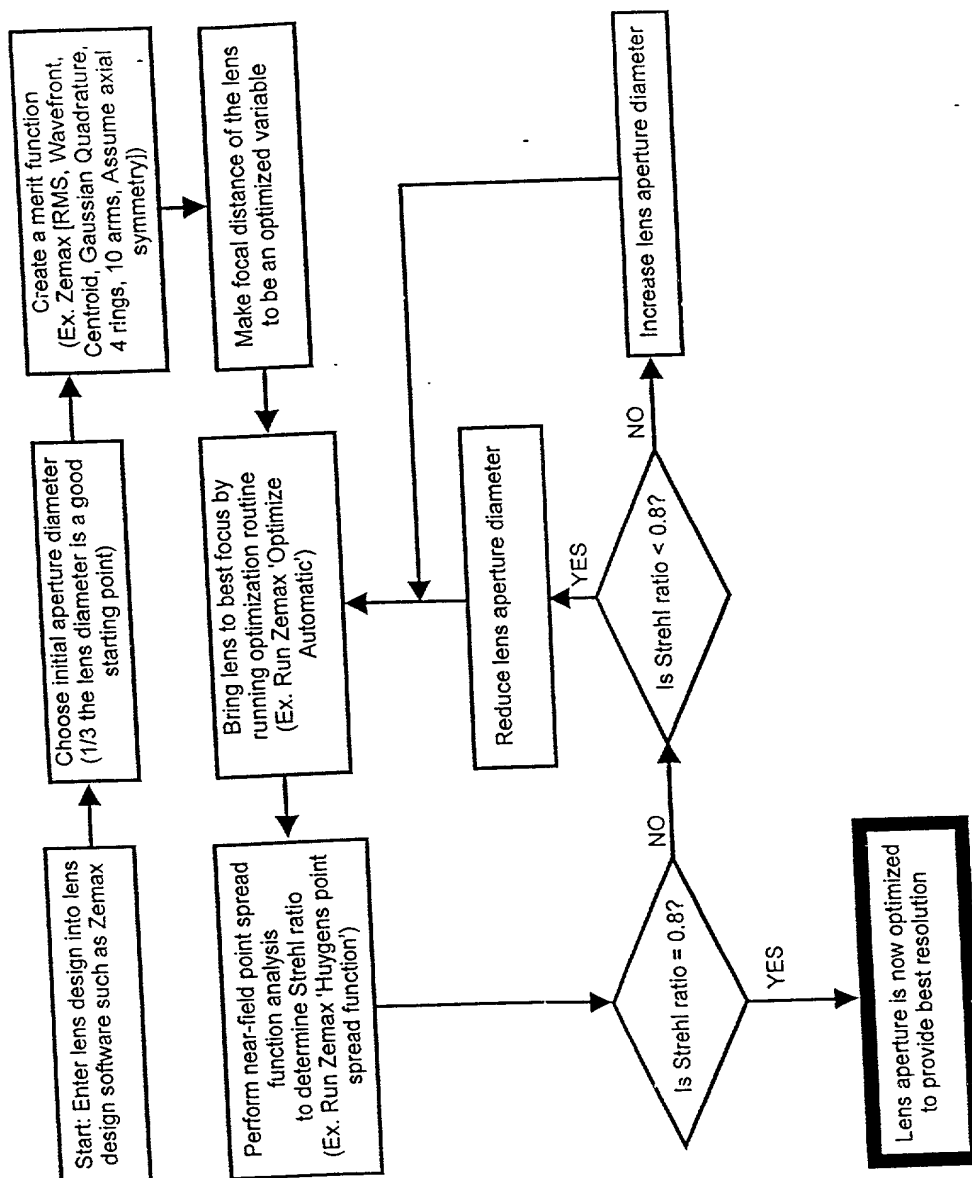 Start: Enter lens design into lens
design software such as Zemax
Choose initial aperture diameter
(1/3 the lens diameter is a good
starting point)
Create a merit function
(Ex. Zemax [RMS, Wavefront,
Centroid, Gaussian Quadrature,
4 rings, 10 arms, Assume axial
symmetry])
Make focal distance of the lens
to be an optimized variable
Bring lens to best focus by
running optimization routine
(Ex. Run Zemax 'Optimize
Automatic')
Perform near-field point spread
function analysis
to determine Strehl ratio
(Ex. Run Zemax 'Huygens point
spread function')
Is Strehl ratio = 0.8?
NO
YES
Is Strehl ratio < 0.8?
YES
NO
Reduce lens aperture diameter
Increase lens aperture diameter
Lens aperture is now optimized
to provide best resolution